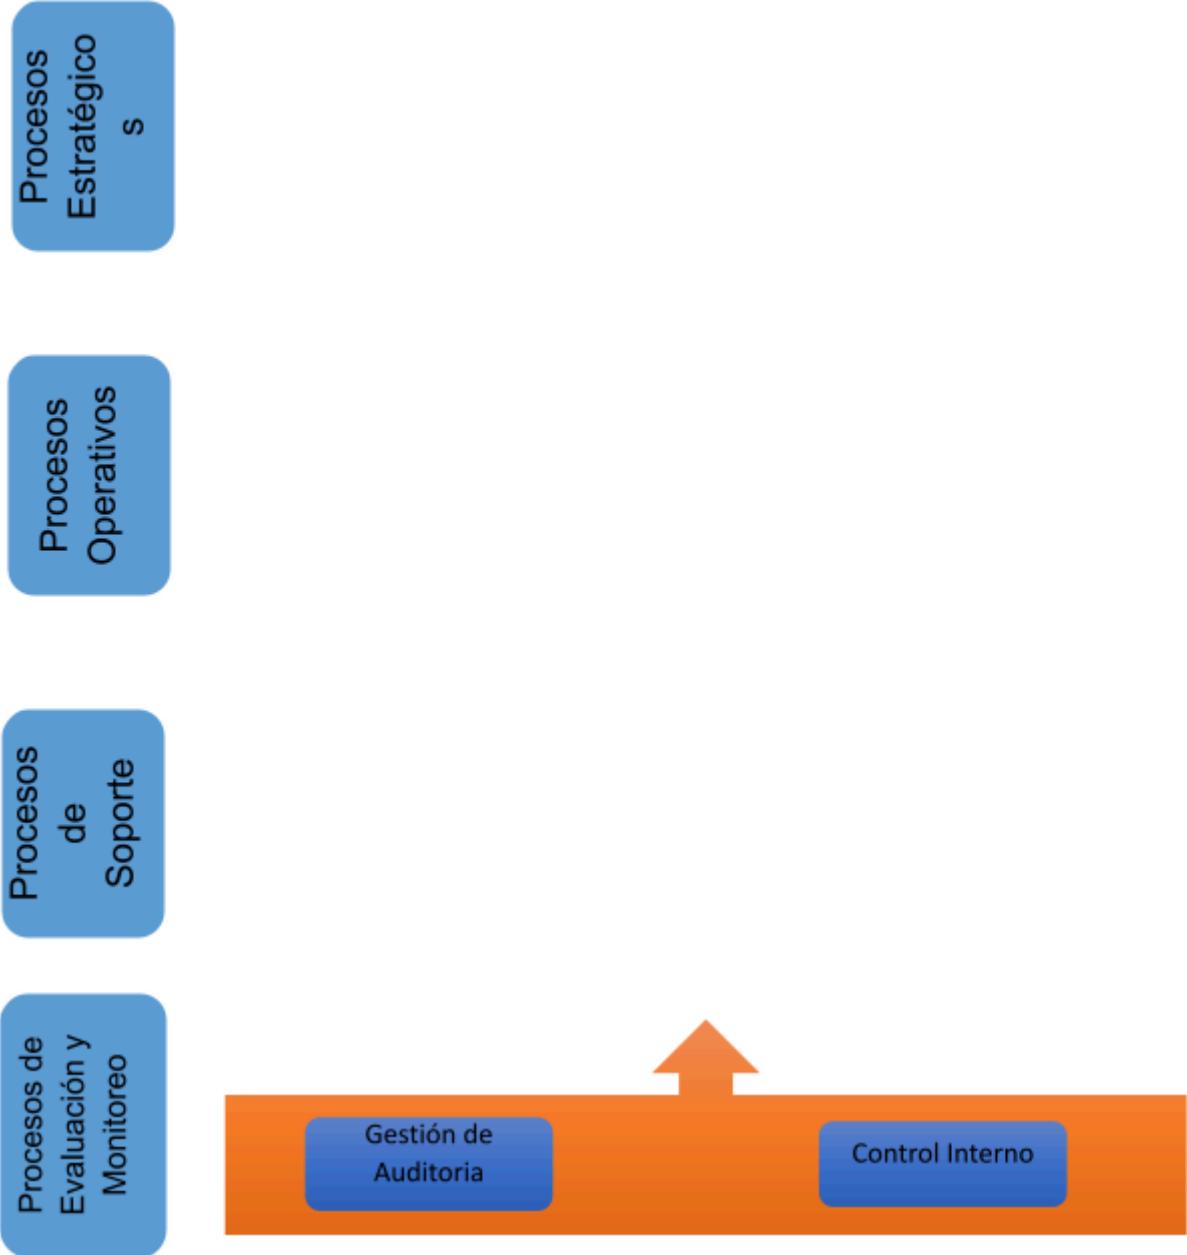 Procesos
Estratégico
s
Procesos
Operativos
Procesos
de
Soporte
Procesos de
Evaluación y
Monitoreo
Gestión de
Auditoria
Control Interno